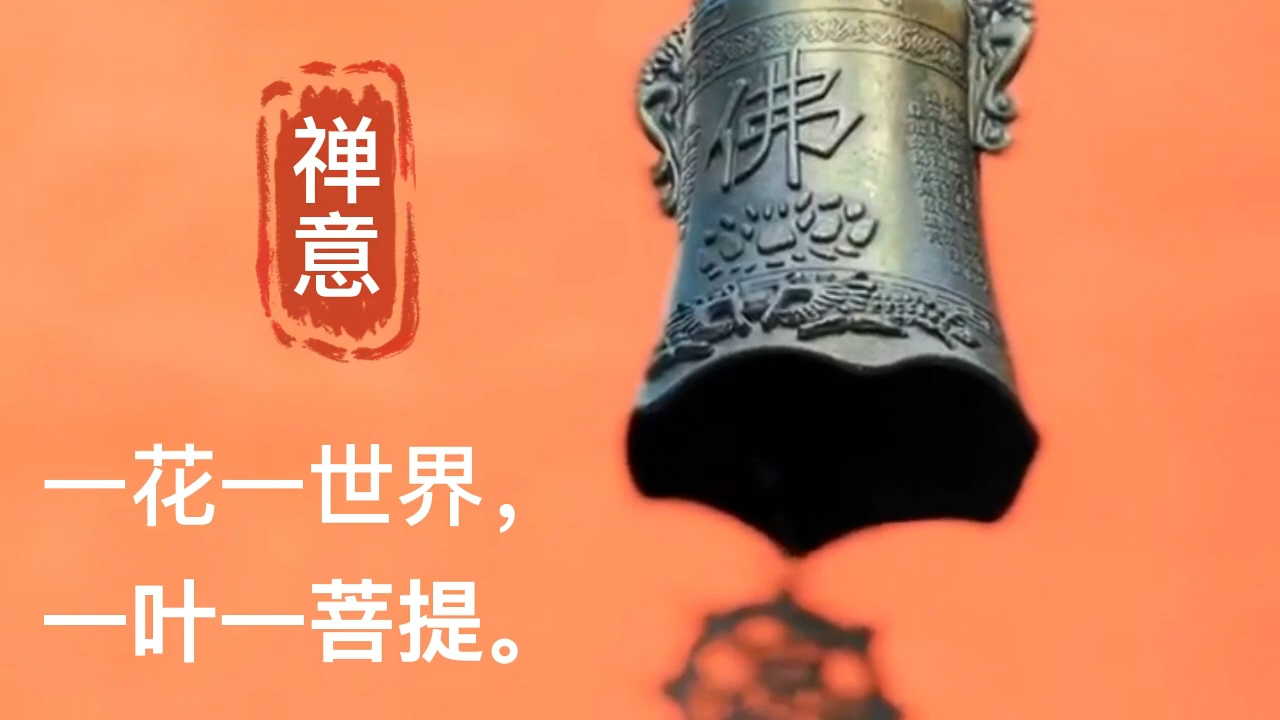 禅意
佛
一花一世界，
一叶一菩提。